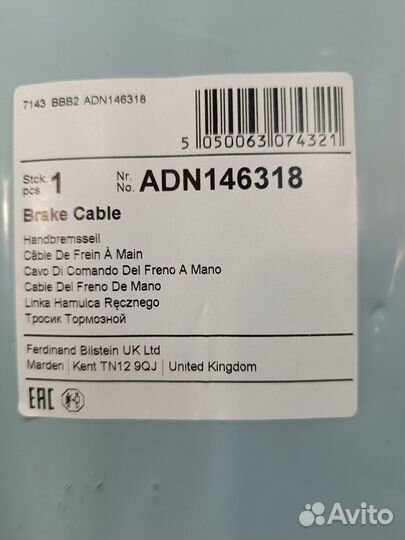 7143 BBB2 ADN146318
5 050063 074321
Stck. pcs 1 Nr. No. ADN146318
Brake Cable
Handbremsseil
Câble De Frein À Main
Cavo Di Comando Del Freno A Mano
Cable Del Freno De Mano
Linka Hamulca Ręcznego
Тросик Тормозной
Ferdinand Bilstein UK Ltd
Marden | Kent TN12 9QJ | United Kingdom
EAC
Avito